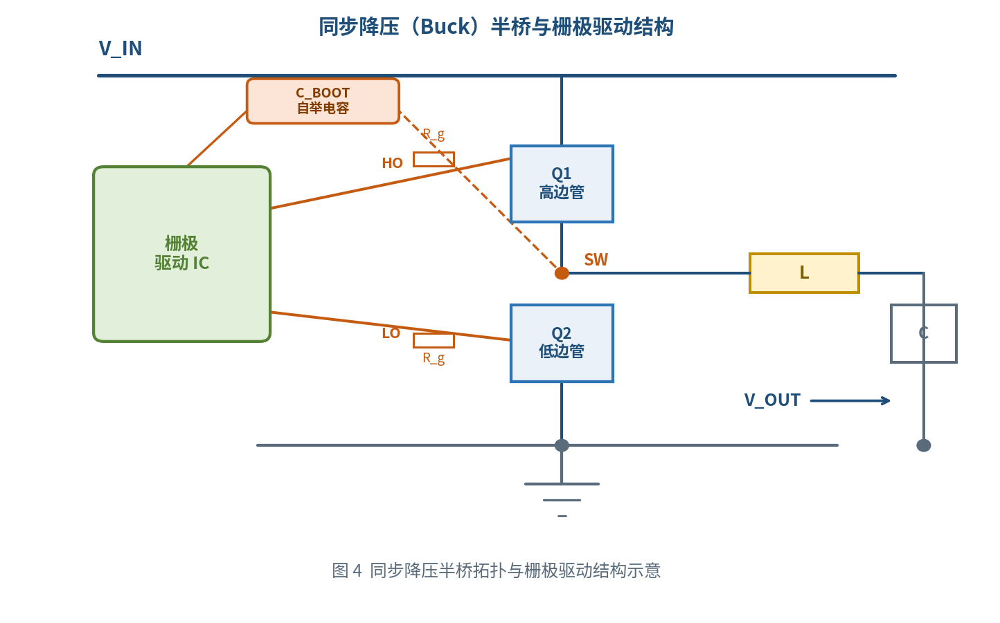 同步降压（Buck）半桥与栅极驱动结构
V_IN
C_BOOT
自举电容
R_g
HO
Q1
高边管
栅极
驱动 IC
SW
L
LO
R_g
Q2
低边管
C
V_OUT
图 4 同步降压半桥拓扑与栅极驱动结构示意